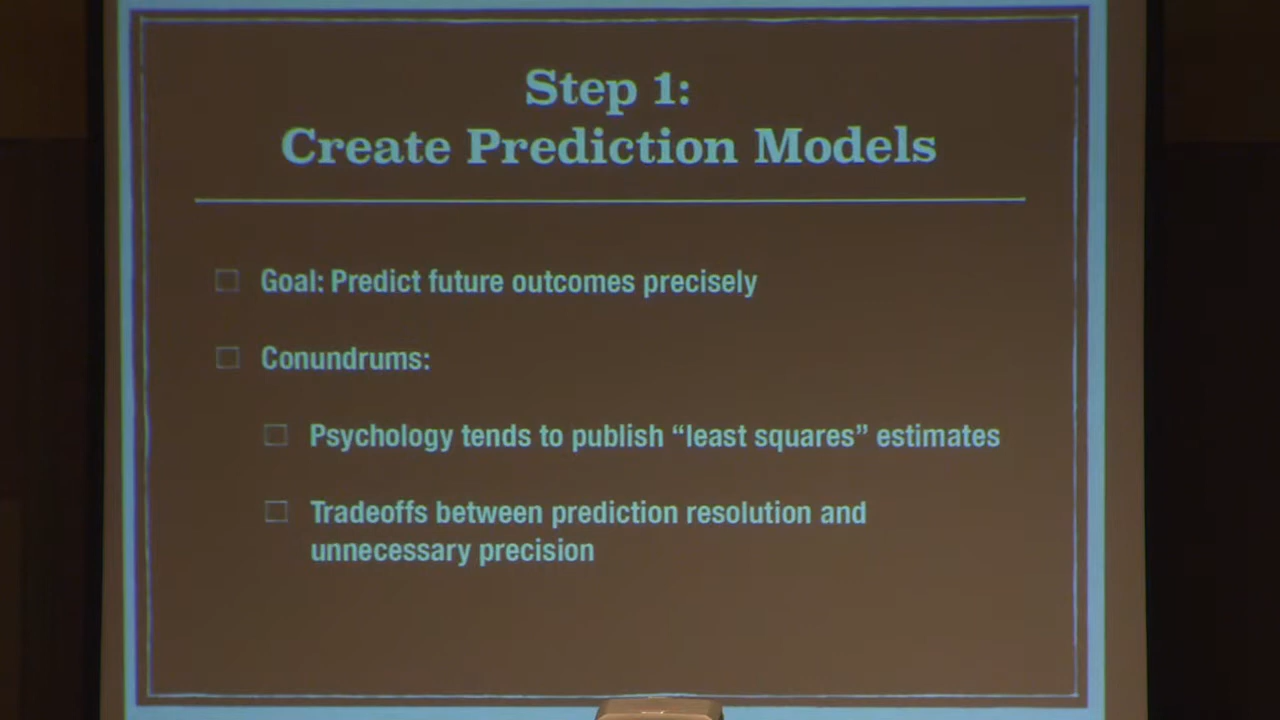 Step 1:
Create Prediction Models
Goal: Predict future outcomes precisely
Conundrums:
Psychology tends to publish “least squares” estimates
Tradeoffs between prediction resolution and
unnecessary precision